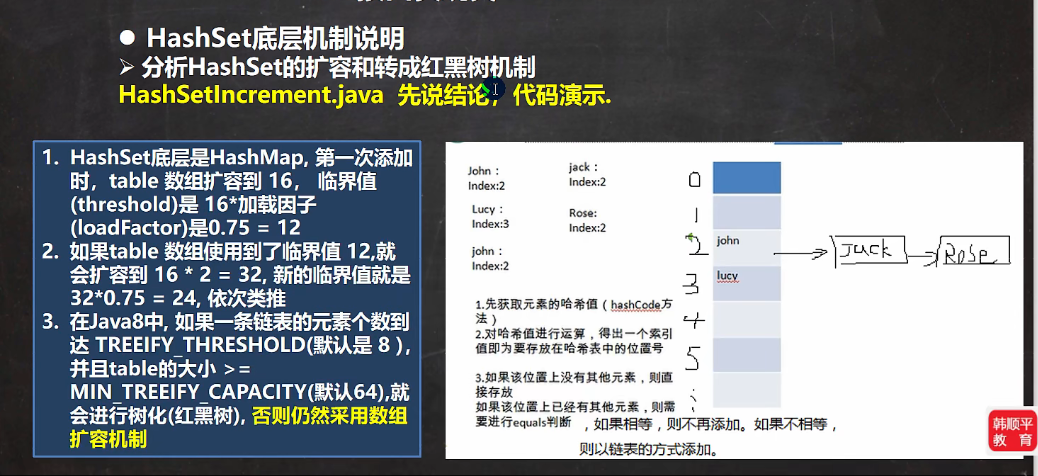 ● HashSet底层机制说明
➢ 分析HashSet的扩容和转成红黑树机制
HashSetIncrement.java 先说结论，代码演示.
1. HashSet底层是HashMap, 第一次添加
时，table 数组扩容到 16， 临界值
(threshold)是 16*加载因子
(loadFactor)是0.75 = 12
2. 如果table 数组使用到了临界值 12,就
会扩容到 16 * 2 = 32, 新的临界值就是
32*0.75 = 24, 依次类推
3. 在Java8中, 如果一条链表的元素个数到
达 TREEIFY_THRESHOLD(默认是 8 ),
并且table的大小 >=
MIN_TREEIFY_CAPACITY(默认64),就
会进行树化(红黑树), 否则仍然采用数组
扩容机制
John：
Index:2
jack：
Index:2
Lucy：
Index:3
Rose:
Index:2
john：
Index:2
1.先获取元素的哈希值（hashCode方
法）
2.对哈希值进行运算，得出一个索引
值即为要存放在哈希表中的位置号
3.如果该位置上没有其他元素，则直
接存放
如果该位置上已经有其他元素，则需
要进行equals判断 ，如果相等，则不再添加。如果不相等，
则以链表的方式添加。
0
1
2 john Jack Rose
3 lucy
4
5
韩顺平
教 育